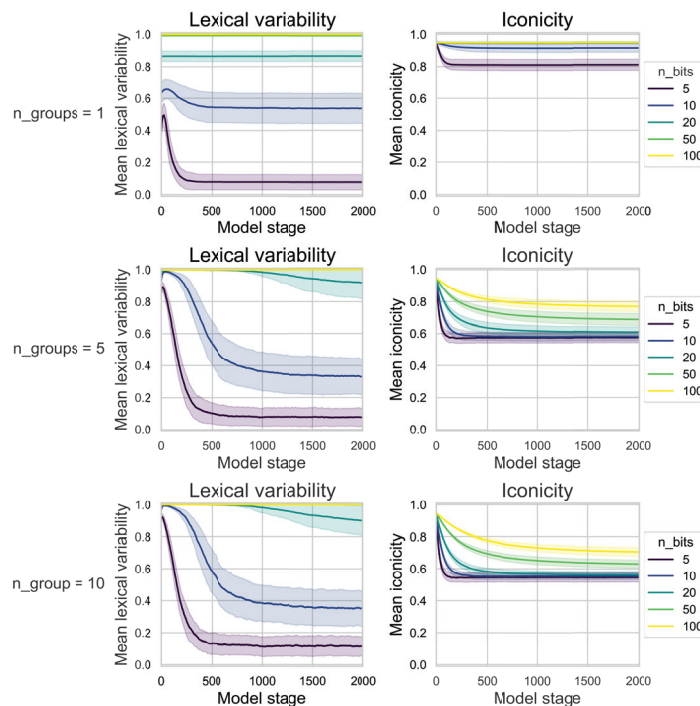 Lexical variability
Iconicity
n_groups = 1
Mean lexical variability
1.0
0.8
0.6
0.4
0.2
0.0
0 500 1000 1500 2000
Model stage
Mean iconicity
1.0
0.8
0.6
0.4
0.2
0.0
0 500 1000 1500 2000
Model stage
n_bits
5
10
20
50
100
Lexical variability
Iconicity
n_groups = 5
Mean lexical variability
1.0
0.8
0.6
0.4
0.2
0.0
0 500 1000 1500 2000
Model stage
Mean iconicity
1.0
0.8
0.6
0.4
0.2
0.0
0 500 1000 1500 2000
Model stage
n_bits
5
10
20
50
100
Lexical variability
Iconicity
n_group = 10
Mean lexical variability
1.0
0.8
0.6
0.4
0.2
0.0
0 500 1000 1500 2000
Model stage
Mean iconicity
1.0
0.8
0.6
0.4
0.2
0.0
0 500 1000 1500 2000
Model stage
n_bits
5
10
20
50
100